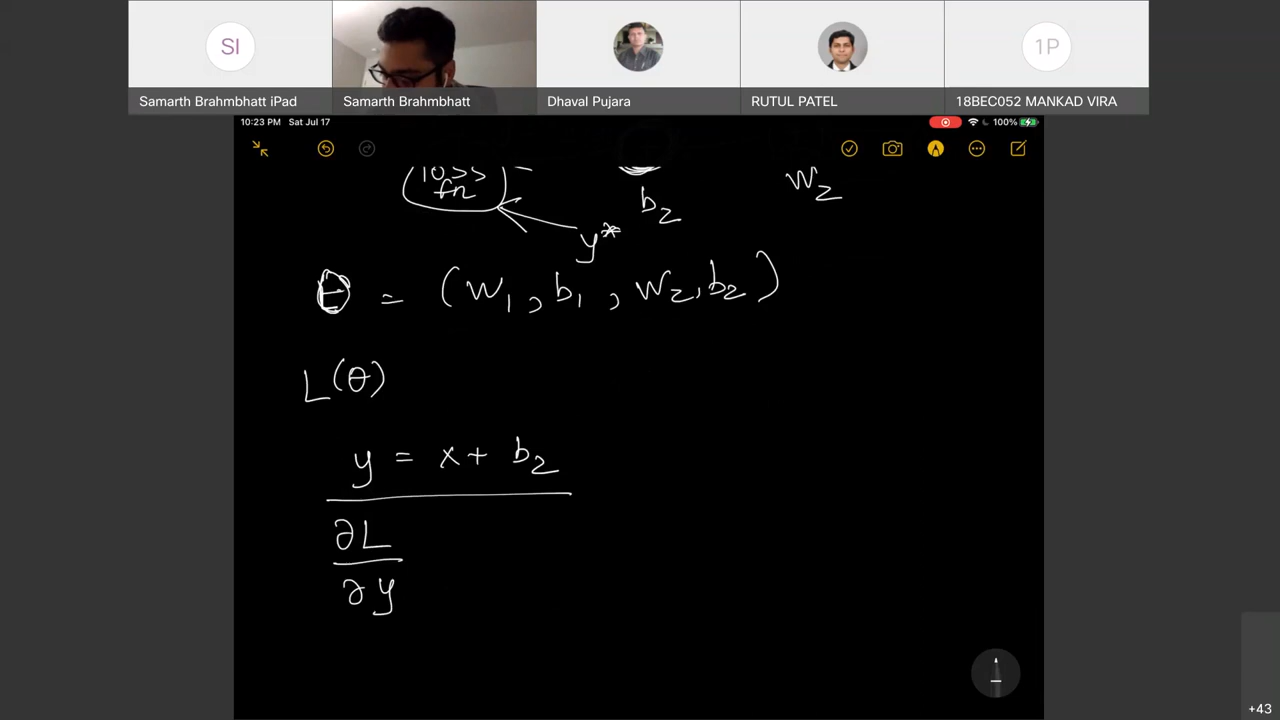 SI
1P
Samarth Brahmbhatt iPad
Samarth Brahmbhatt
Dhaval Pujara
RUTUL PATEL
18BEC052 MANKAD VIRA
10:23 PM Sat Jul 17
100%
loss
fn
b₂
W₂
y*
θ = (W₁, b₁, W₂, b₂)
L(θ)
y = x + b₂
∂L
∂y
+43